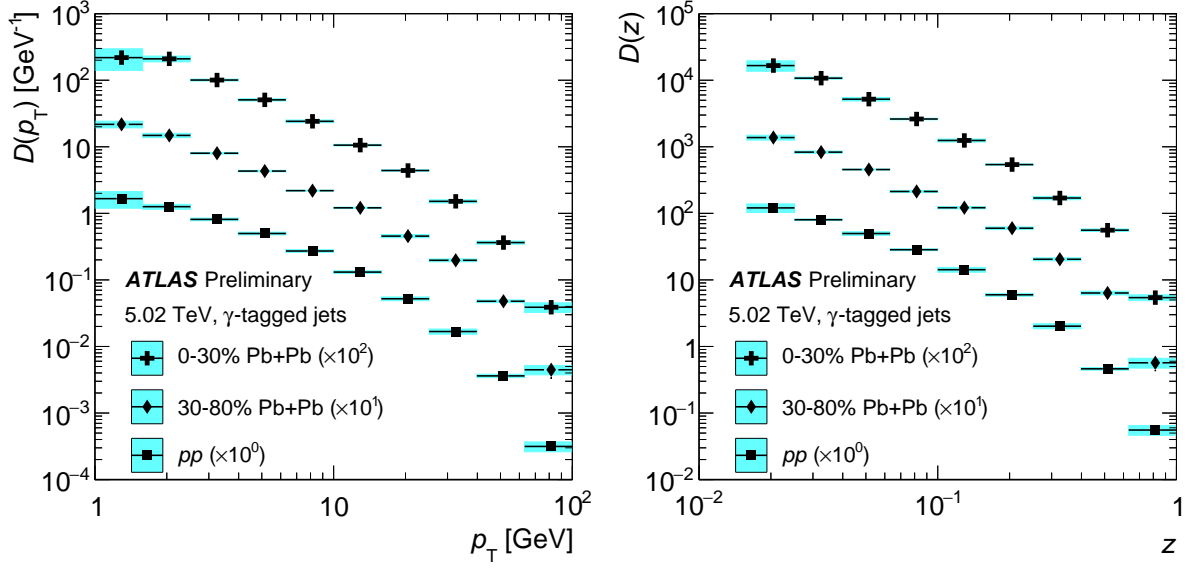 D(p_T) [GeV⁻¹]
10³
10²
10
1
10⁻¹
10⁻²
10⁻³
10⁻⁴
ATLAS Preliminary
5.02 TeV, γ-tagged jets
0-30% Pb+Pb (×10²)
30-80% Pb+Pb (×10¹)
pp (×10⁰)
1
10
10²
p_T [GeV]
D(z)
10⁵
10⁴
10³
10²
10
1
10⁻¹
10⁻²
ATLAS Preliminary
5.02 TeV, γ-tagged jets
0-30% Pb+Pb (×10²)
30-80% Pb+Pb (×10¹)
pp (×10⁰)
10⁻²
10⁻¹
1
z